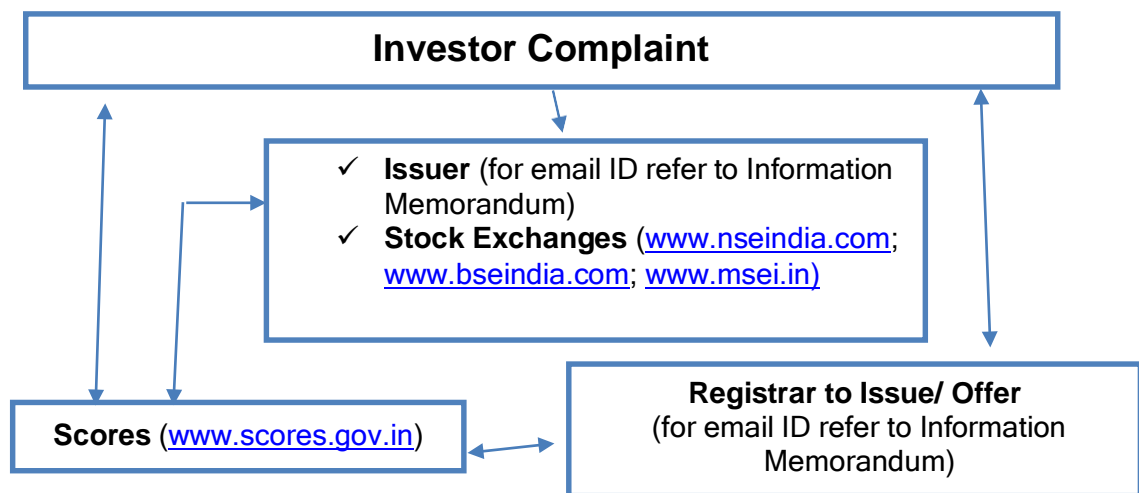 Investor Complaint
✓ Issuer (for email ID refer to Information
Memorandum)
✓ Stock Exchanges (www.nseindia.com;
www.bseindia.com; www.msei.in)
Registrar to Issue/ Offer
(for email ID refer to Information
Memorandum)
Scores (www.scores.gov.in)